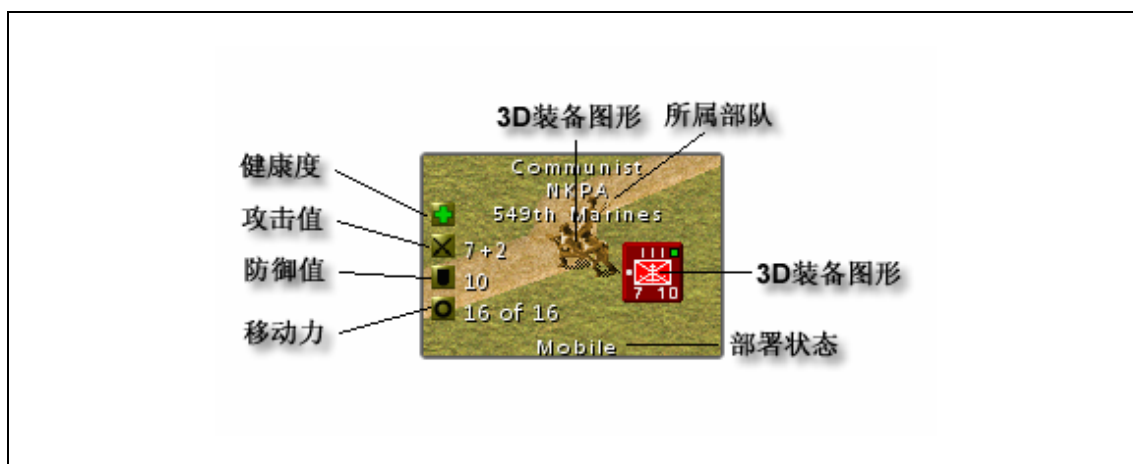 3D装备图形
所属部队
健康度
攻击值
防御值
移动力
Communist
NKPA
549th Marines
7+2
10
16 of 16
Mobile
7 10
3D装备图形
部署状态